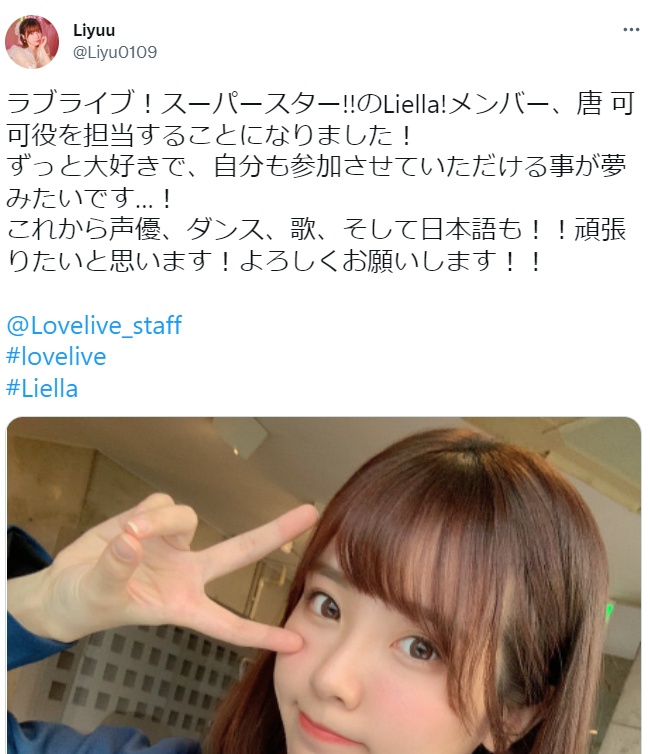 Liyuu
@Liyu0109
ラブライブ！スーパースター!!のLiella!メンバー、唐 可
可役を担当することになりました！
ずっと大好きで、自分も参加させていただける事が夢
みたいです...！
これから声優、ダンス、歌、そして日本語も！！頑張
りたいと思います！よろしくお願いします！！
@Lovelive_staff
#lovelive
#Liella